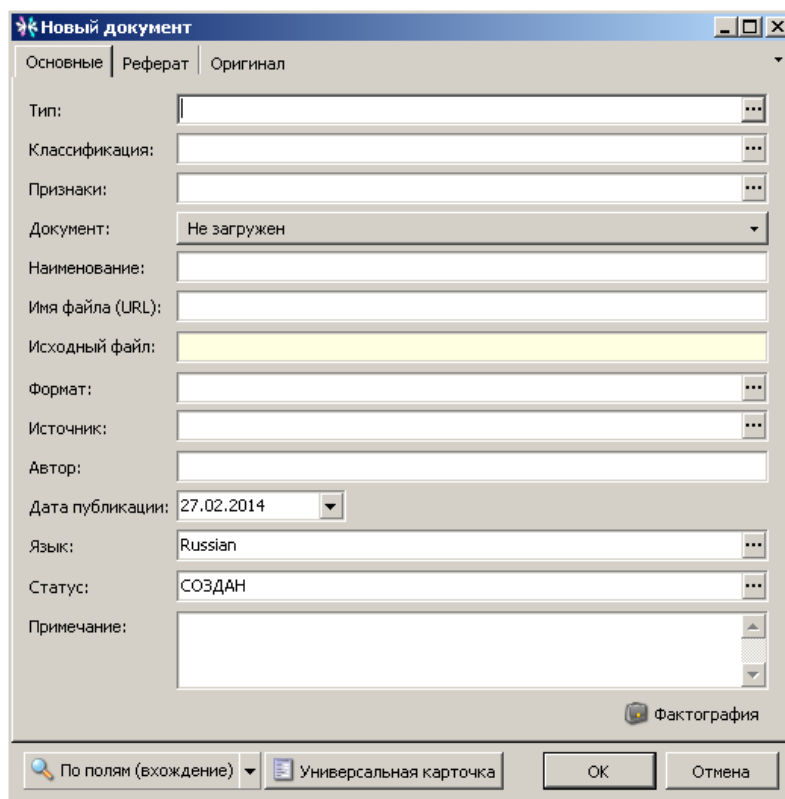 Новый документ
Основные Реферат Оригинал
Тип:
Классификация:
Признаки:
Документ: Не загружен
Наименование:
Имя файла (URL):
Исходный файл:
Формат:
Источник:
Автор:
Дата публикации: 27.02.2014
Язык: Russian
Статус: СОЗДАН
Примечание:
Фактография
По полям (вхождение) Универсальная карточка ОК Отмена